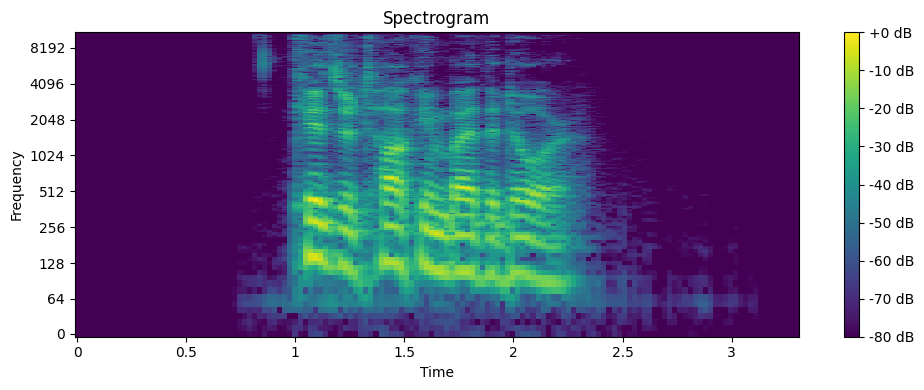 Spectrogram
8192
4096
2048
1024
512
256
128
64
0
Frequency
0
0.5
1
1.5
2
2.5
3
Time
+0 dB
-10 dB
-20 dB
-30 dB
-40 dB
-50 dB
-60 dB
-70 dB
-80 dB